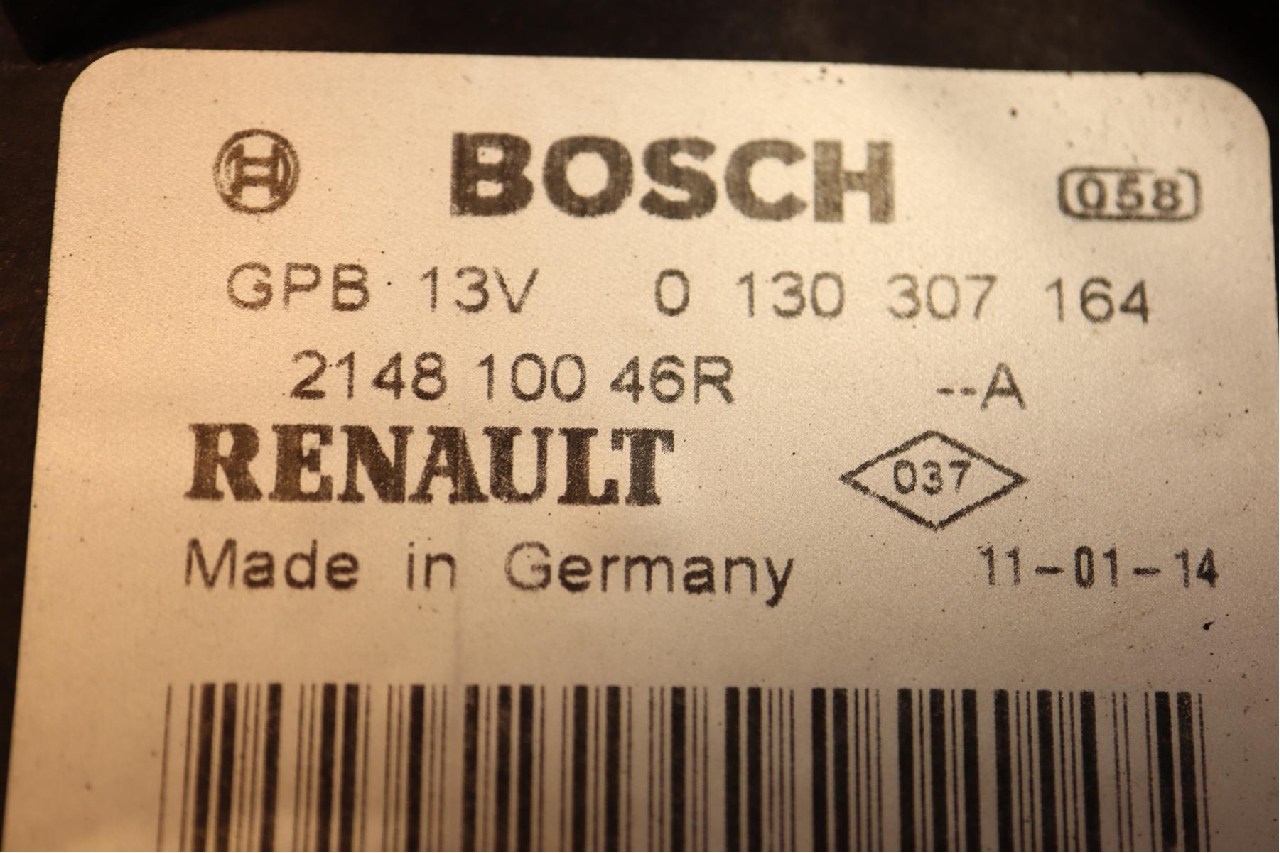 BOSCH 058
GPB 13V 0 130 307 164
2148 100 46R --A
RENAULT 037
Made in Germany 11-01-14